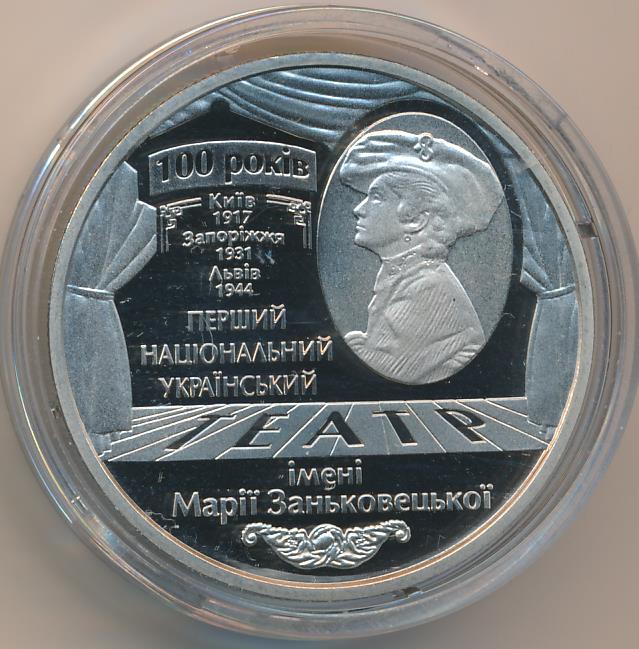 100 років
Київ
1917
Запоріжжя
1931
Львів
1944
ПЕРШИЙ
НАЦІОНАЛЬНИЙ
УКРАЇНСЬКИЙ
ТЕАТР
імені
Марії Заньковецької